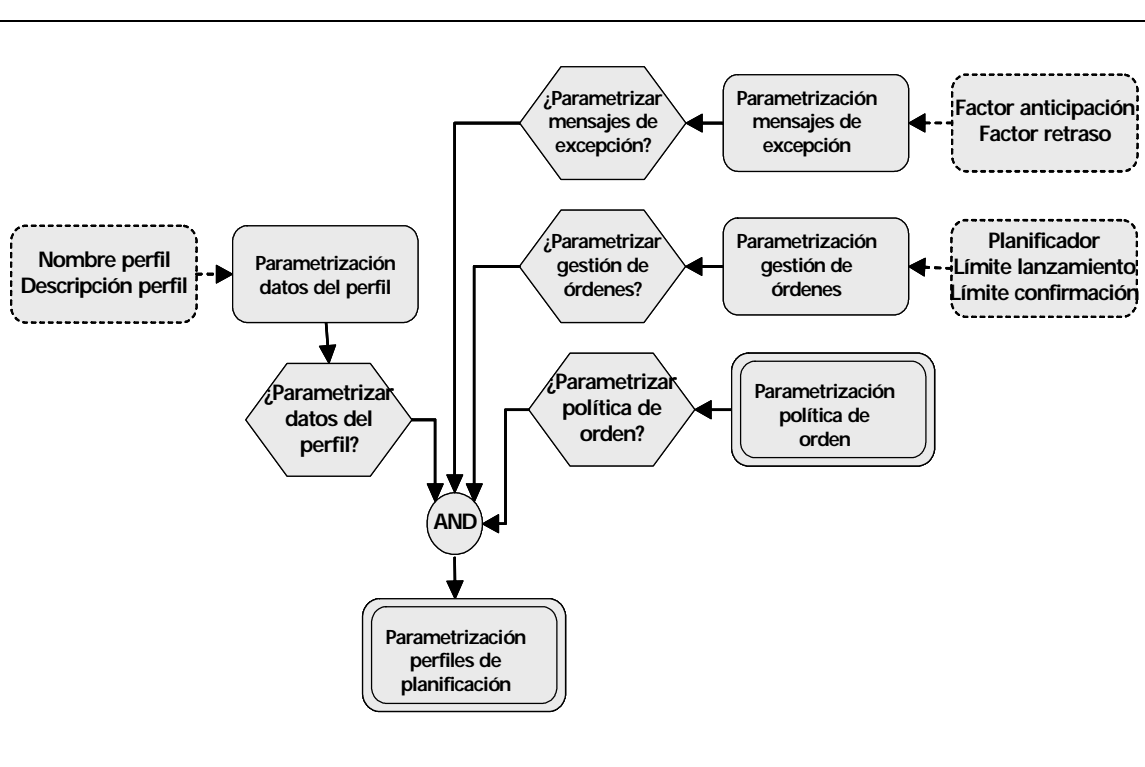 ¿Parametrizar
mensajes de
excepción?
Parametrización
mensajes de
excepción
Factor anticipación
Factor retraso
Nombre perfil
Descripción perfil
Parametrización
datos del perfil
¿Parametrizar
gestión de
órdenes?
Parametrización
gestión de
órdenes
Planificador
Límite lanzamiento
Límite confirmación
¿Parametrizar
datos del
perfil?
¿Parametrizar
política de
orden?
Parametrización
política de
orden
AND
Parametrización
perfiles de
planificación